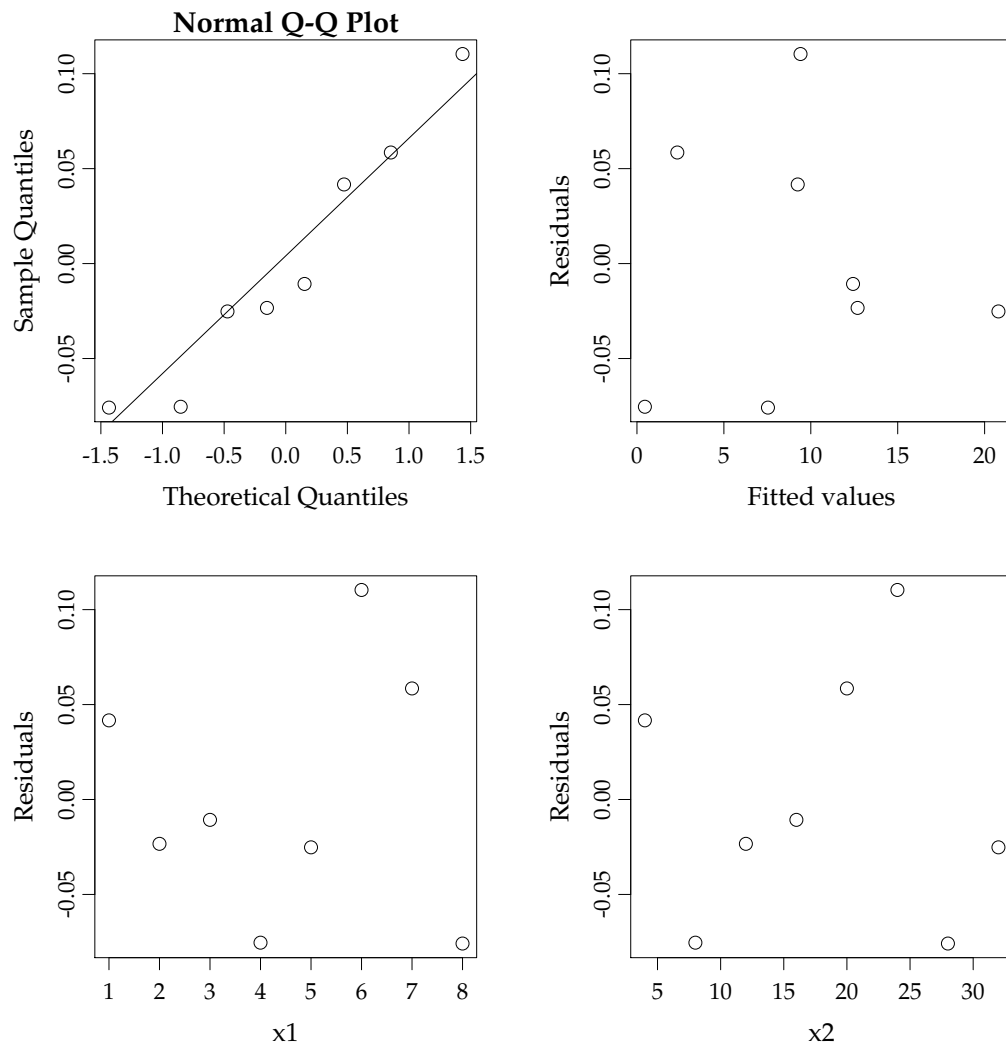 Normal Q-Q Plot
Sample Quantiles
-0.05 0.00 0.05 0.10
-1.5 -1.0 -0.5 0.0 0.5 1.0 1.5
Theoretical Quantiles
Residuals
-0.05 0.00 0.05 0.10
0 5 10 15 20
Fitted values
Residuals
-0.05 0.00 0.05 0.10
1 2 3 4 5 6 7 8
x1
Residuals
-0.05 0.00 0.05 0.10
5 10 15 20 25 30
x2